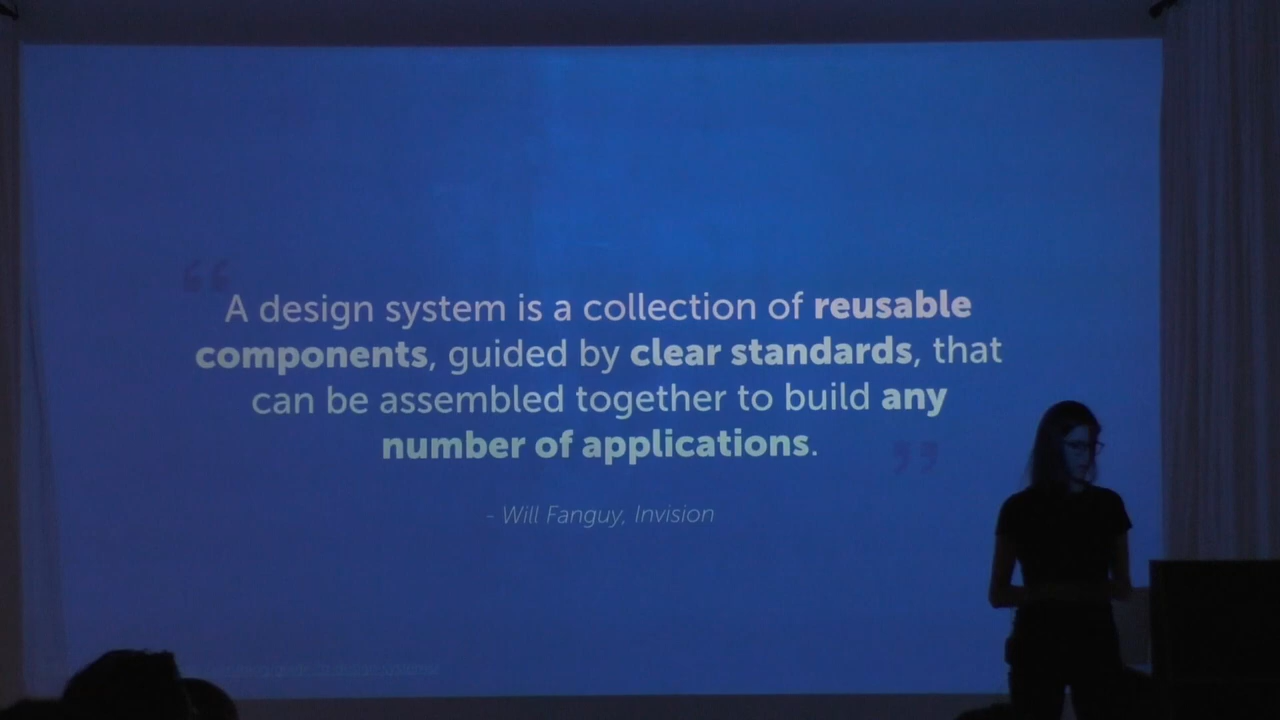 “A design system is a collection of reusable
components, guided by clear standards, that
can be assembled together to build any
number of applications.”
- Will Fanguy, Invision